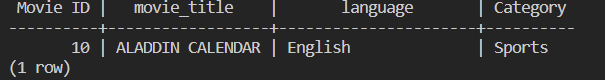 Movie ID |   movie_title   |       language       | Category
----------+-----------------+----------------------+----------
       10 | ALADDIN CALENDAR | English              | Sports
(1 row)